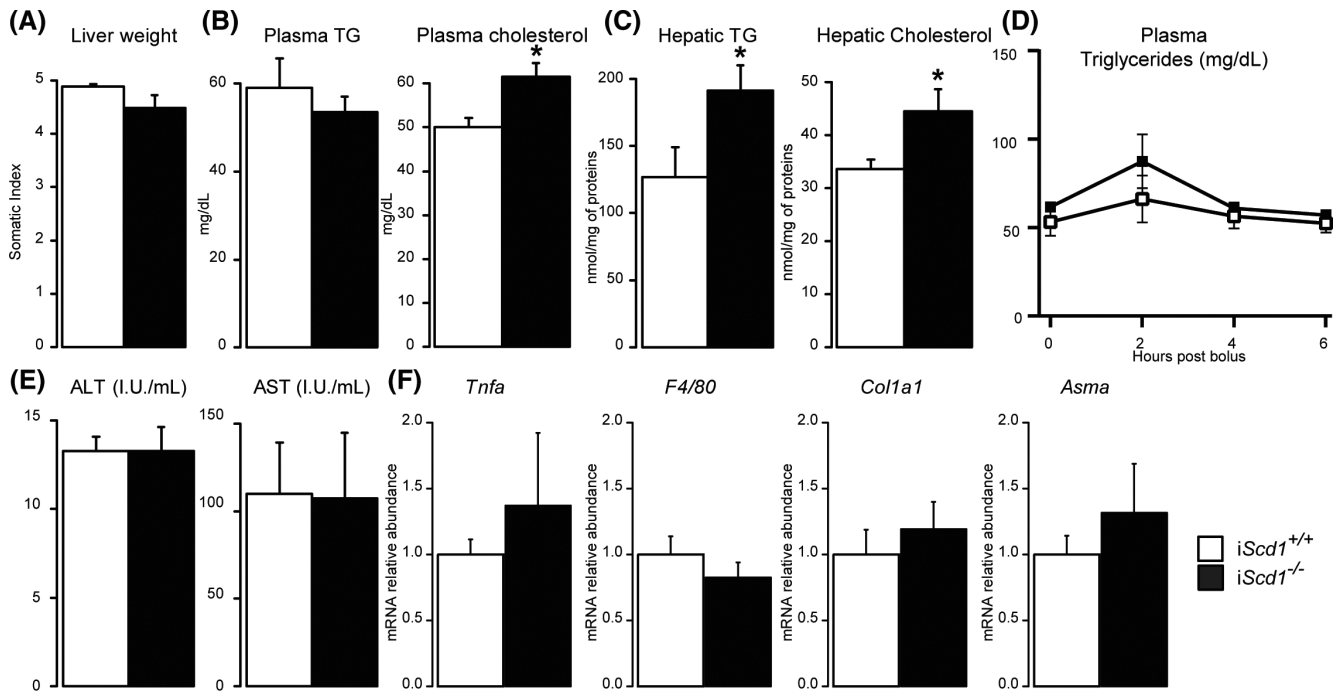 (A)
Liver weight
Somatic Index
5
4
3
2
1
0
(B)
Plasma TG
mg/dL
60
40
20
0
Plasma cholesterol
*
mg/dL
60
50
40
30
20
10
0
(C)
Hepatic TG
*
nmol/mg of proteins
200
150
100
50
0
Hepatic Cholesterol
*
nmol/mg of proteins
50
40
30
20
10
0
(D)
Plasma
Triglycerides (mg/dL)
150
100
50
0
0 2 4 6
Hours post bolus
(E)
ALT (I.U./mL)
15
10
5
0
AST (I.U./mL)
150
100
50
0
(F)
Tnfa
mRNA relative abundance
2.0
1.5
1.0
0.5
0.0
F4/80
mRNA relative abundance
2.0
1.5
1.0
0.5
0.0
Col1a1
mRNA relative abundance
2.0
1.5
1.0
0.5
0.0
Asma
mRNA relative abundance
2.0
1.5
1.0
0.5
0.0
iScd1+/+
iScd1-/-